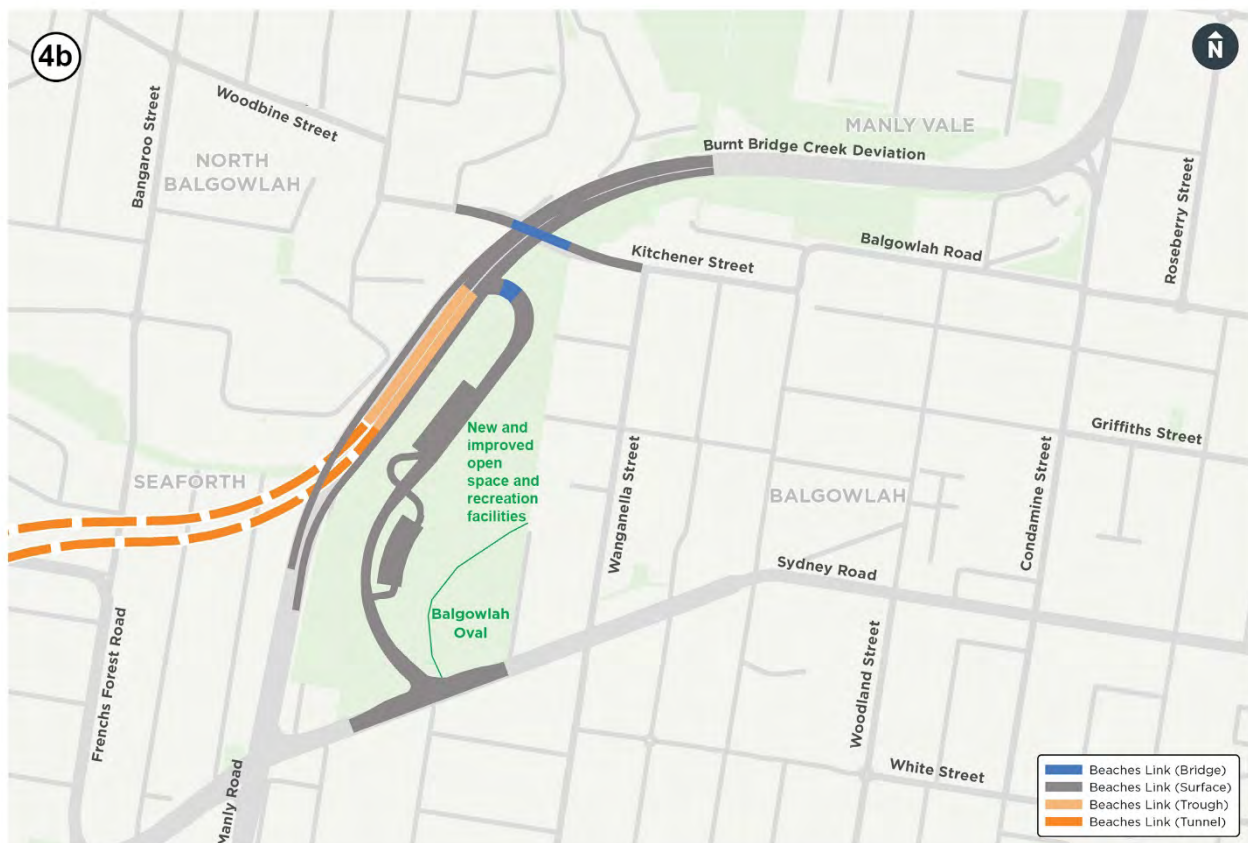 4b
N
Woodbine Street
Bangaroo Street
NORTH
BALGOWLAH
MANLY VALE
Burnt Bridge Creek Deviation
Roseberry Street
Balgowlah Road
Kitchener Street
Griffiths Street
New and
improved
open
space and
recreation
facilities
SEAFORTH
Wanganella Street
BALGOWLAH
Condamine Street
Sydney Road
Balgowlah
Oval
Frenchs Forest Road
Woodland Street
Manly Road
White Street
Beaches Link (Bridge)
Beaches Link (Surface)
Beaches Link (Trough)
Beaches Link (Tunnel)